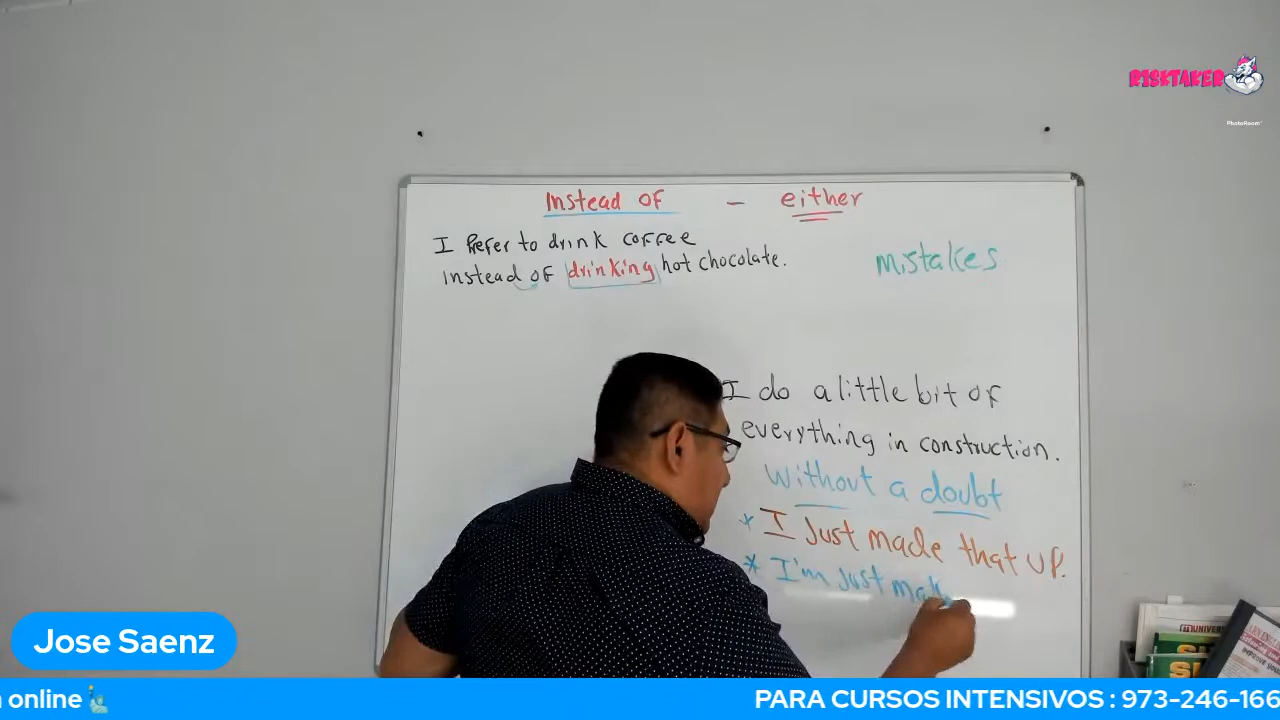 RISKTAKER
PhotoRoom
Instead of - either
I Prefer to drink coffee
instead of drinking hot chocolate.
mistakes
I do a little bit of
everything in construction.
without a doubt
* I Just made that up.
* I'm just mak
Jose Saenz
online
PARA CURSOS INTENSIVOS : 973-246-166